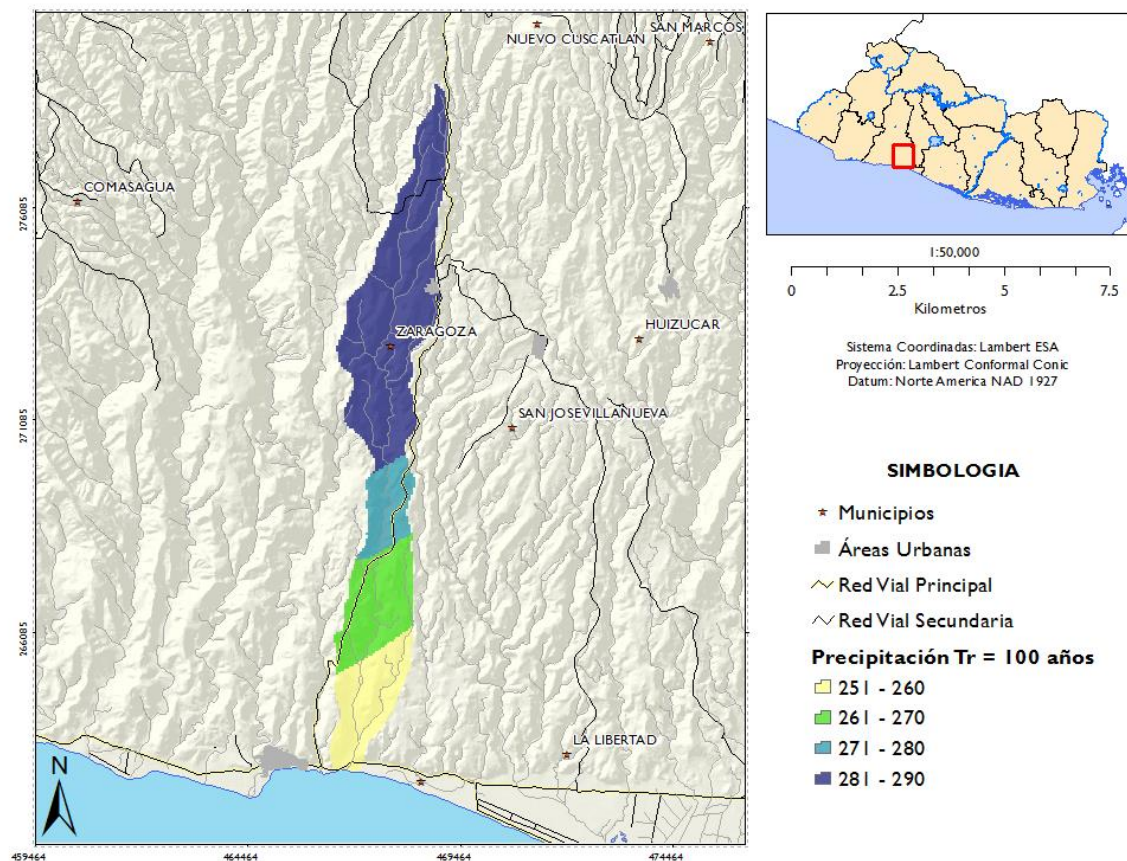 NUEVO CUSCATLAN
SAN MARCOS
COMASAGUA
ZARAGOZA
HUIZUCAR
SAN JOSEVILLANUEVA
LA LIBERTAD
N
276085
271085
266085
459464
464464
469464
474464
1:50,000
0 2.5 5 7.5
Kilometros
Sistema Coordinadas: Lambert ESA
Proyección: Lambert Conformal Conic
Datum: Norte America NAD 1927
SIMBOLOGIA
Municipios
Áreas Urbanas
Red Vial Principal
Red Vial Secundaria
Precipitación Tr = 100 años
251 - 260
261 - 270
271 - 280
281 - 290